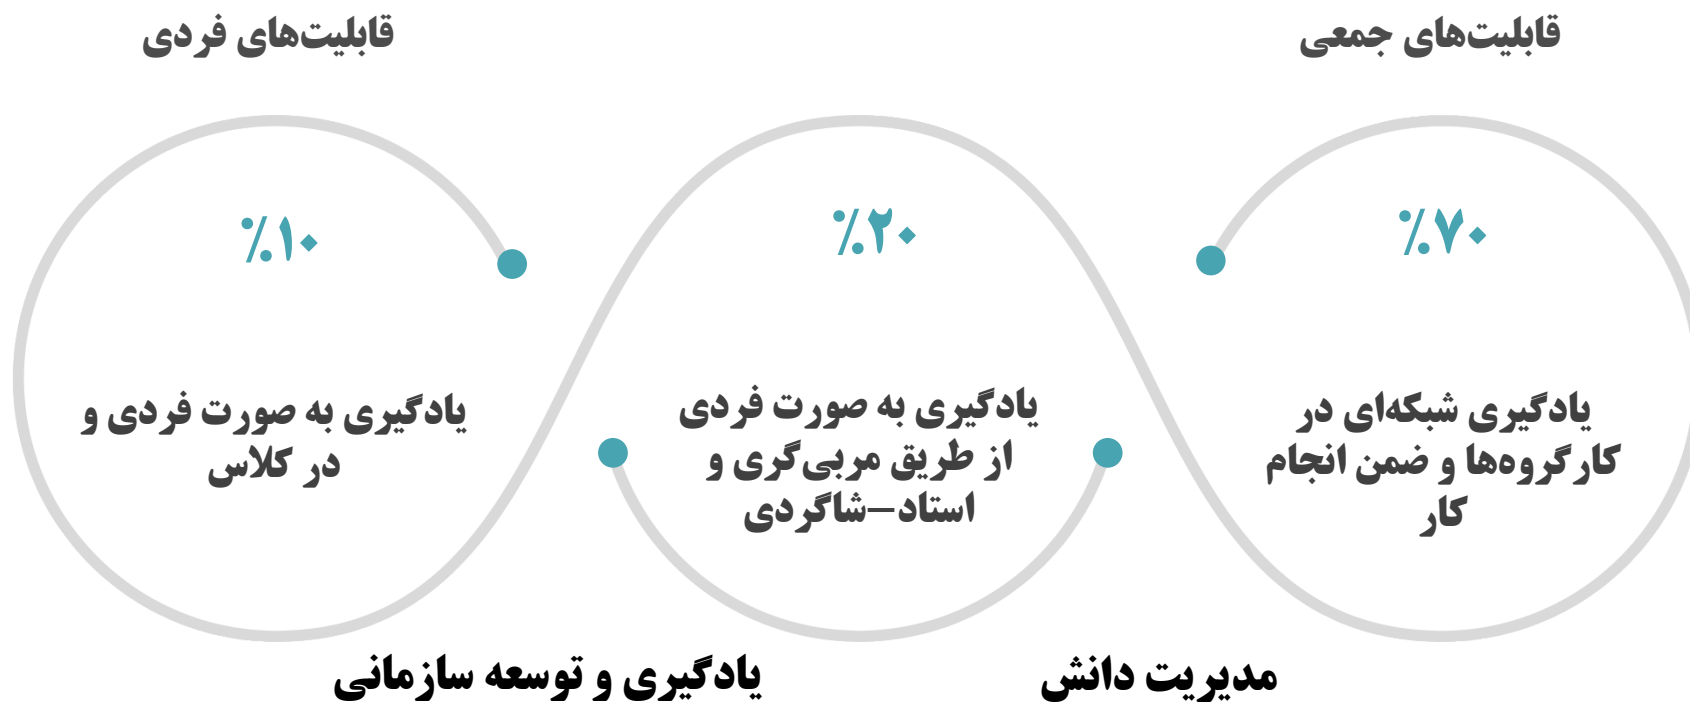 قابلیت‌های جمعی
قابلیت‌های فردی
٪۷۰
یادگیری شبکه‌ای در
کارگروه‌ها و ضمن انجام
کار
٪۲۰
یادگیری به صورت فردی
از طریق مربی‌گری و
استاد–شاگردی
٪۱۰
یادگیری به صورت فردی و
در کلاس
مدیریت دانش
یادگیری و توسعه سازمانی